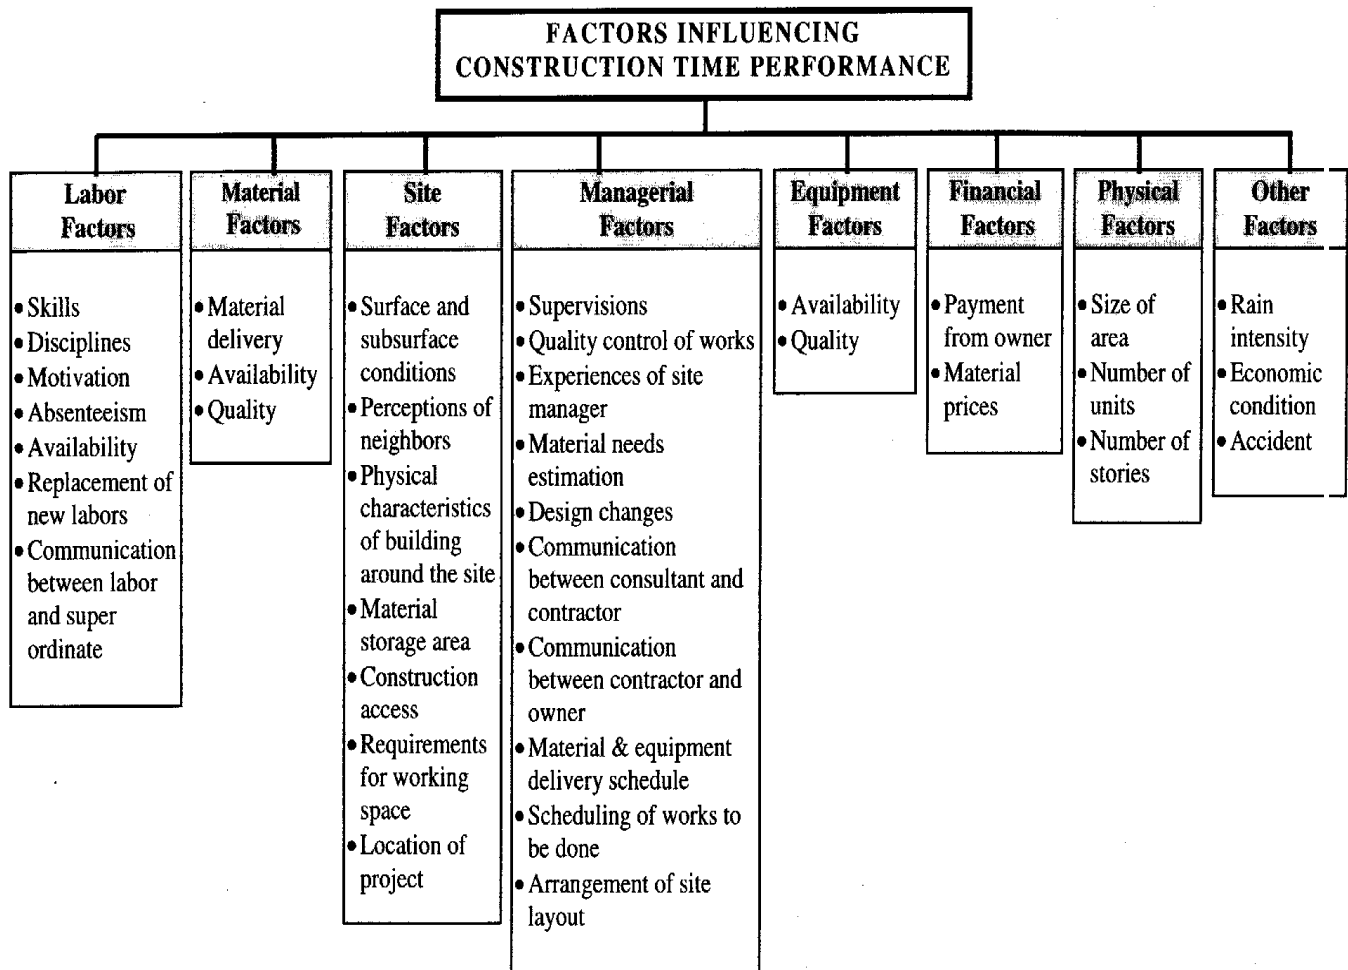 FACTORS INFLUENCING
CONSTRUCTION TIME PERFORMANCE
Labor
Factors
• Skills
• Disciplines
• Motivation
• Absenteeism
• Availability
• Replacement of
new labors
• Communication
between labor
and super
ordinate
Material
Factors
• Material
delivery
• Availability
• Quality
Site
Factors
• Surface and
subsurface
conditions
• Perceptions of
neighbors
• Physical
characteristics
of building
around the site
• Material
storage area
• Construction
access
• Requirements
for working
space
• Location of
project
Managerial
Factors
• Supervisions
• Quality control of works
• Experiences of site
manager
• Material needs
estimation
• Design changes
• Communication
between consultant and
contractor
• Communication
between contractor and
owner
• Material & equipment
delivery schedule
• Scheduling of works to
be done
• Arrangement of site
layout
Equipment
Factors
• Availability
• Quality
Financial
Factors
• Payment
from owner
• Material
prices
Physical
Factors
• Size of
area
• Number of
units
• Number of
stories
Other
Factors
• Rain
intensity
• Economic
condition
• Accident